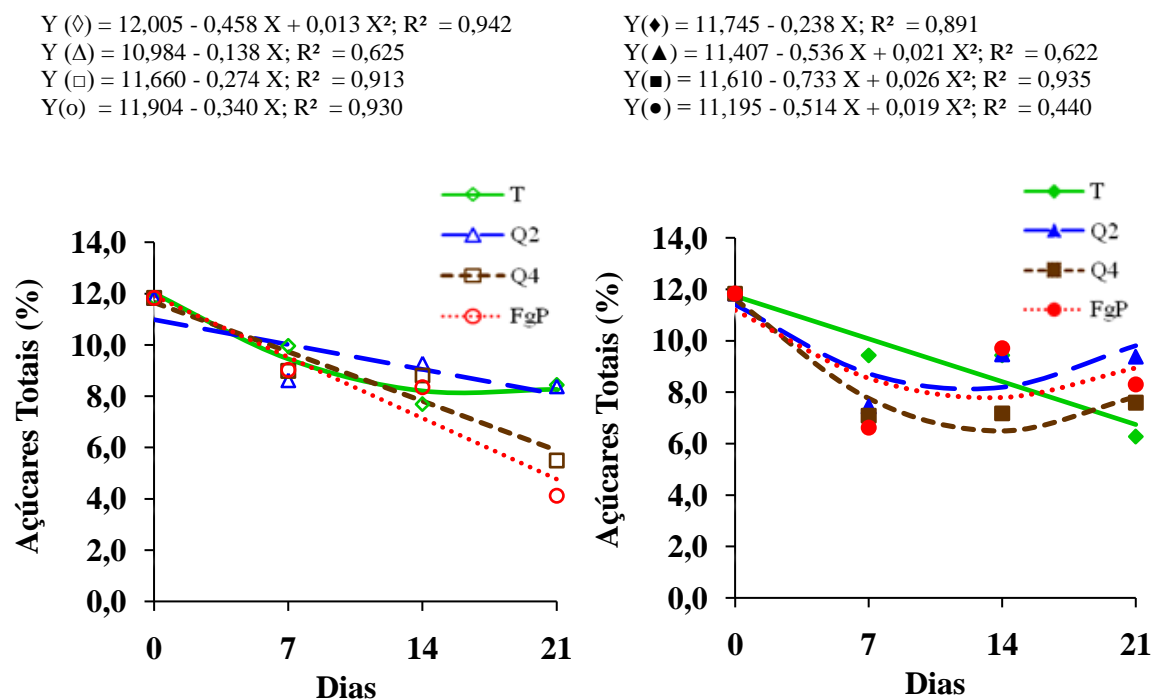 Y (◊) = 12,005 - 0,458 X + 0,013 X²; R² = 0,942
Y (Δ) = 10,984 - 0,138 X; R² = 0,625
Y (□) = 11,660 - 0,274 X; R² = 0,913
Y(o) = 11,904 - 0,340 X; R² = 0,930
Y(♦) = 11,745 - 0,238 X; R² = 0,891
Y(▲) = 11,407 - 0,536 X + 0,021 X²; R² = 0,622
Y(■) = 11,610 - 0,733 X + 0,026 X²; R² = 0,935
Y(●) = 11,195 - 0,514 X + 0,019 X²; R² = 0,440
T
Q2
Q4
FgP
14,0
12,0
10,0
8,0
6,0
4,0
2,0
0,0
Açúcares Totais (%)
0
7
14
21
Dias
T
Q2
Q4
FgP
14,0
12,0
10,0
8,0
6,0
4,0
2,0
0,0
Açúcares Totais (%)
0
7
14
21
Dias